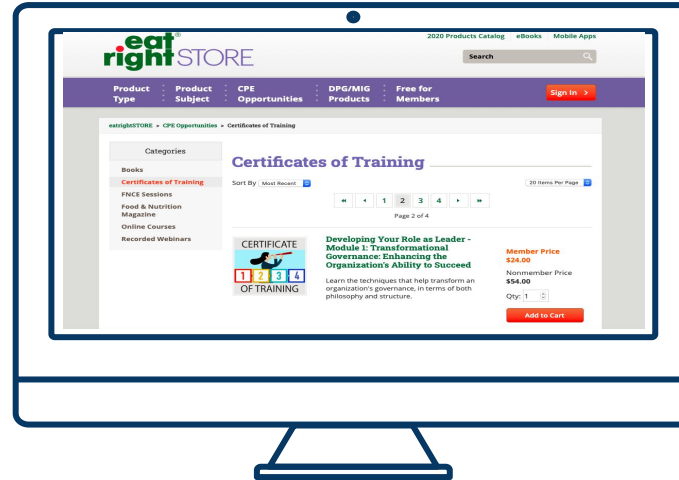 2020 Products Catalog eBooks Mobile Apps
eat®
right STORE
Search
Product Type
Product Subject
CPE Opportunities
DPG/MIG Products
Free for Members
Sign In >
eatrightSTORE » CPE Opportunities » Certificates of Training
Categories
Books
Certificates of Training
FNCE Sessions
Food & Nutrition
Magazine
Online Courses
Recorded Webinars
Certificates of Training
Sort By Most Recent
20 Items Per Page
1 2 3 4
Page 2 of 4
CERTIFICATE
1 2 3 4
OF TRAINING
Developing Your Role as Leader -
Module 1: Transformational
Governance: Enhancing the
Organization's Ability to Succeed
Learn the techniques that help transform an
organization's governance, in terms of both
philosophy and structure.
Member Price
$24.00
Nonmember Price
$54.00
Qty: 1
Add to Cart